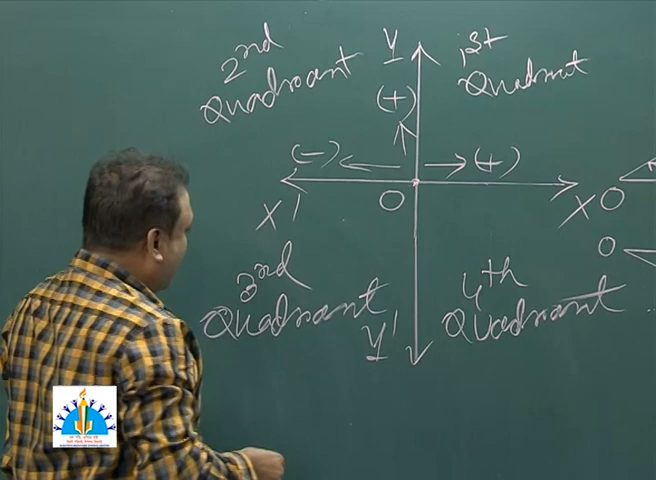 2nd
Quadrant
Y
1st
Quadrant
(+)
(-)
(+)
X'
O
X
O
O
3rd
Quadrant
Y'
4th
Quadrant